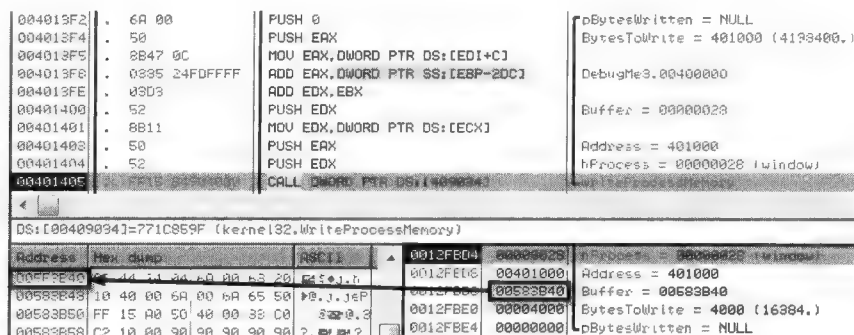 004013F2 . 6A 00 PUSH 0 pBytesWritten = NULL
004013F4 . 50 PUSH EAX BytesToWrite = 401000 (4198400.)
004013F5 . 8B47 0C MOV EAX,DWORD PTR DS:[EDI+C]
004013F8 . 0385 24FDFFFF ADD EAX,DWORD PTR SS:[EBP-2DC] DebugMe3.00400000
004013FE . 03D3 ADD EDX,EBX
00401400 . 52 PUSH EDX Buffer = 00000028
00401401 . 8B11 MOV EDX,DWORD PTR DS:[ECX]
00401403 . 50 PUSH EAX Address = 401000
00401404 . 52 PUSH EDX hProcess = 00000028 (window)
00401405 CALL DWORD PTR DS:[409034] WriteProcessMemory
DS:[00409034]=771C859F (kernel32.WriteProcessMemory)
Address Hex dump ASCII 0012FBD4 00000028 hProcess = 00000028 (window)
00401000 Address = 401000
00583B40 Buffer = 00583B40
00583B48 10 40 00 6A 00 6A 65 50
00583B50 FF 15 A0 50 40 00 33 C0 0012FBE0 00004000 BytesToWrite = 4000 (16384.)
00583B58 C2 10 00 90 90 90 90 90 0012FBE4 00000000 pBytesWritten = NULL